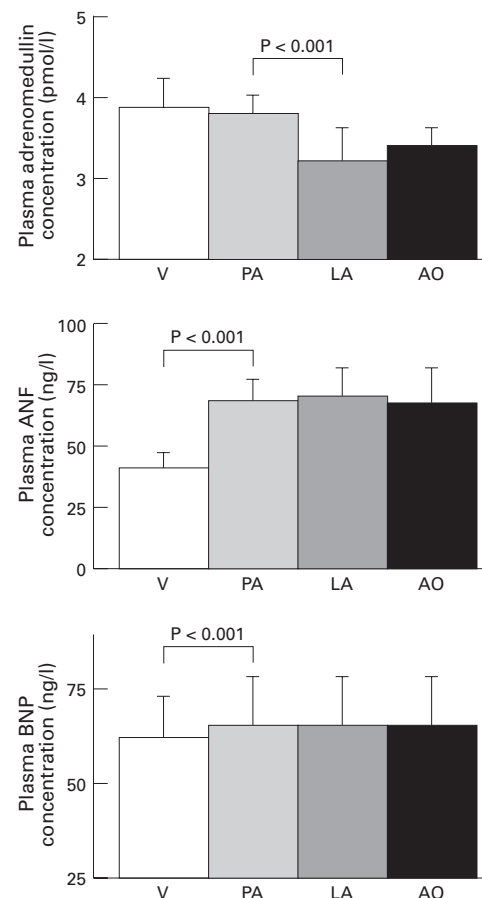 Plasma adrenomedullin
concentration (pmol/l)
5
4
3
2
P < 0.001
V PA LA AO
Plasma ANF
concentration (ng/l)
100
75
50
25
0
P < 0.001
V PA LA AO
Plasma BNP
concentration (ng/l)
75
50
25
P < 0.001
V PA LA AO